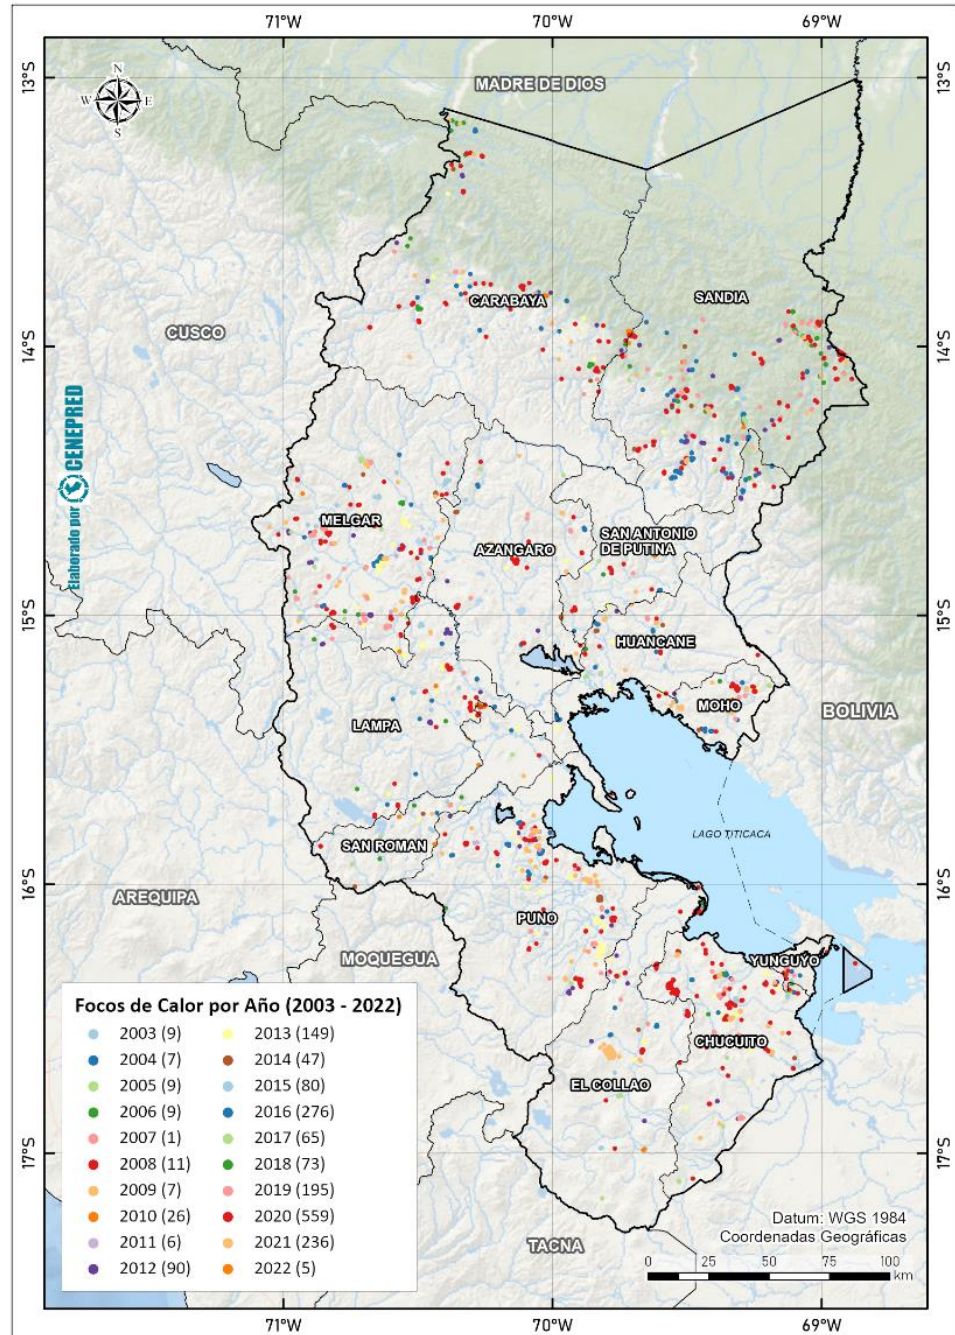 71°W 70°W 69°W
13°S 13°S
N
W E
S
MADRE DE DIOS
CARABAYA
SANDIA
CUSCO
14°S 14°S
Elaborado por CENEPRED
MELGAR
AZANGARO
SAN ANTONIO
DE PUTINA
15°S 15°S
HUANCANE
MOHO
BOLIVIA
LAMPA
LAGO TITICACA
SAN ROMAN
16°S 16°S
AREQUIPA
PUNO
MOQUEGUA
YUNGUYO
CHUCUITO
EL COLLAO
17°S 17°S
TACNA
Focos de Calor por Año (2003 - 2022)
2003 (9) 2013 (149)
2004 (7) 2014 (47)
2005 (9) 2015 (80)
2006 (9) 2016 (276)
2007 (1) 2017 (65)
2008 (11) 2018 (73)
2009 (7) 2019 (195)
2010 (26) 2020 (559)
2011 (6) 2021 (236)
2012 (90) 2022 (5)
Datum: WGS 1984
Coordenadas Geográficas
0 25 50 75 100
km
71°W 70°W 69°W